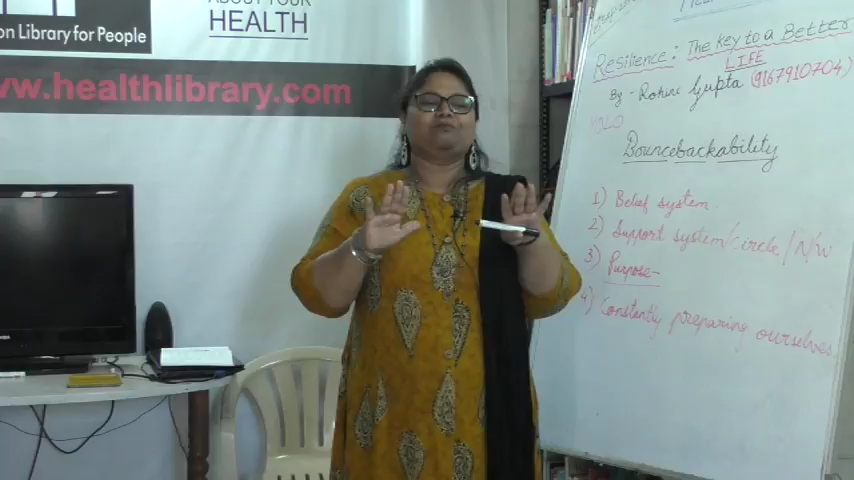 on Library for People
ABOUT YOUR
HEALTH
www.healthlibrary.com
Resilience: The key to a Better
LIFE
By - Rohini Gupta (9167910704)
YOLO
Bouncebackability
1) Belief system.
2) Support system/circle/N/W
3) Purpose-
4) Constantly preparing ourselves